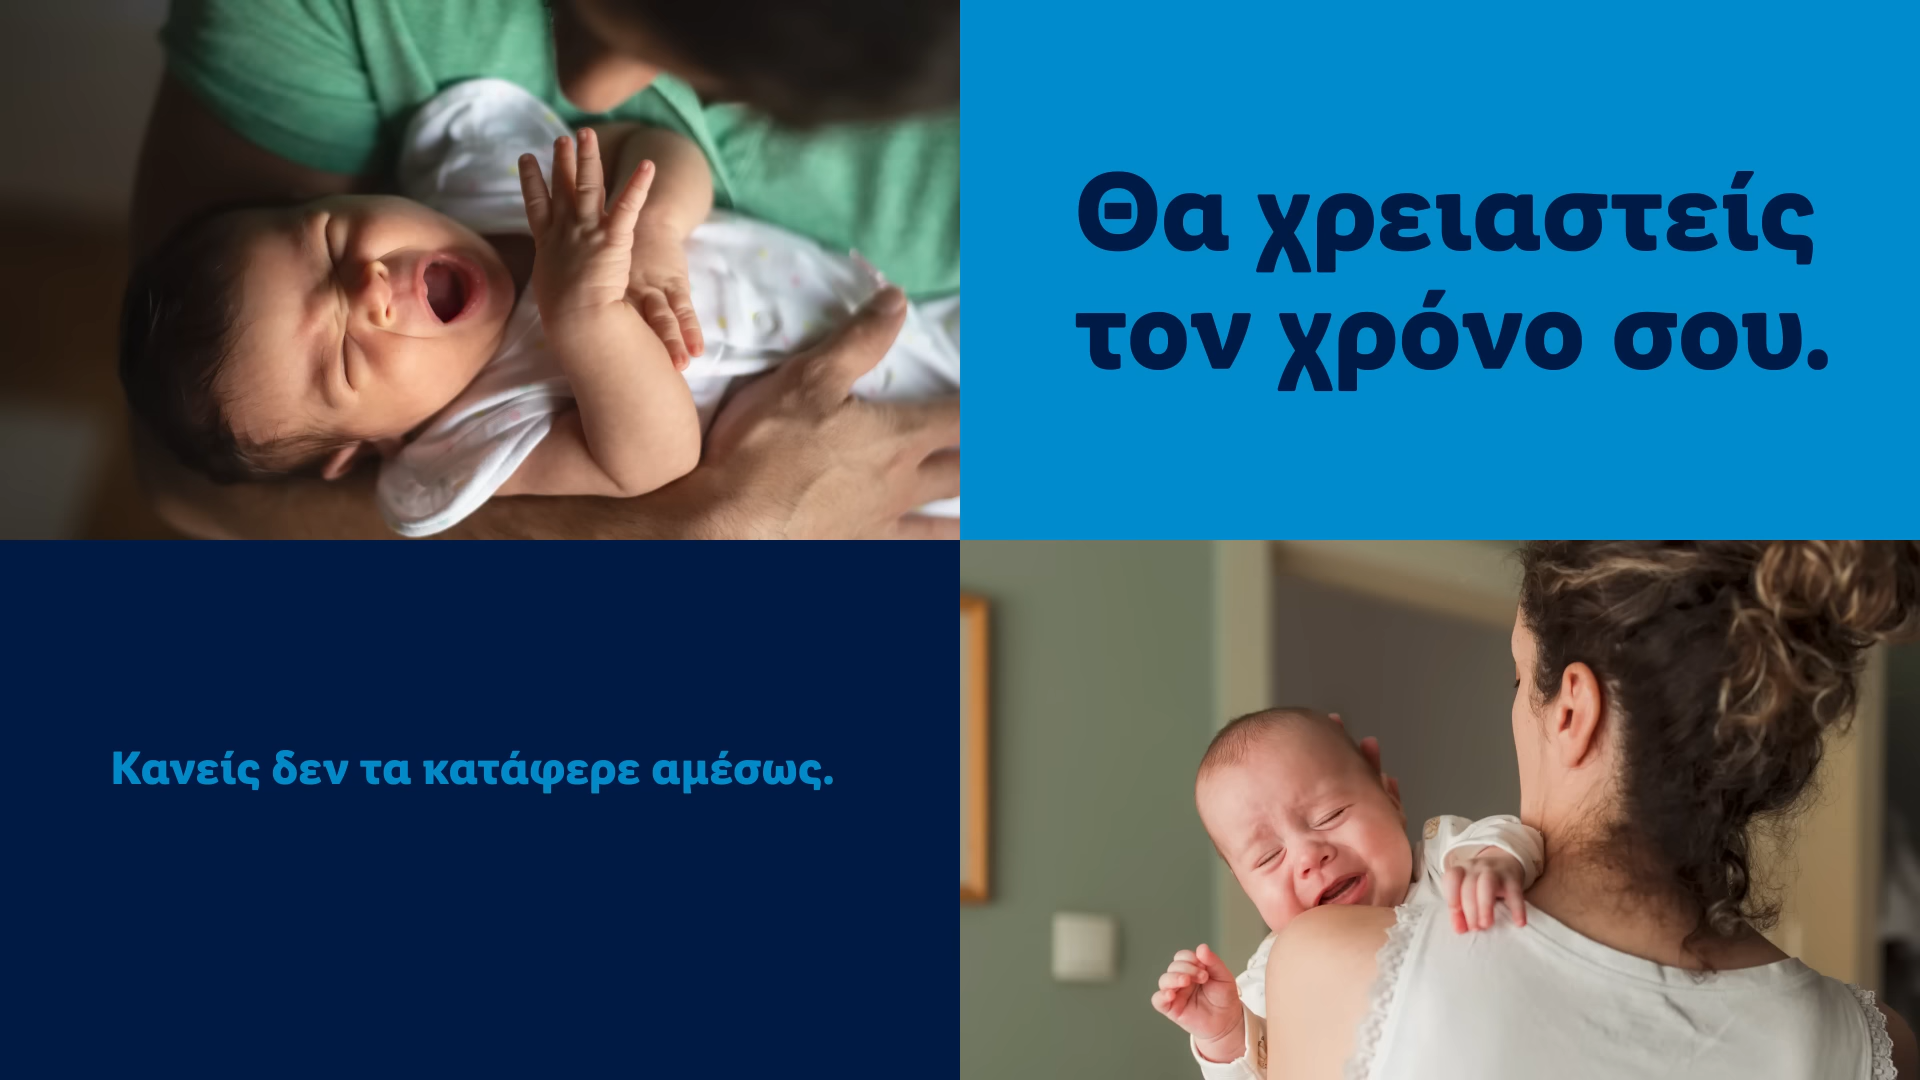 Θα χρειαστείς
τον χρόνο σου.
Κανείς δεν τα κατάφερε αμέσως.